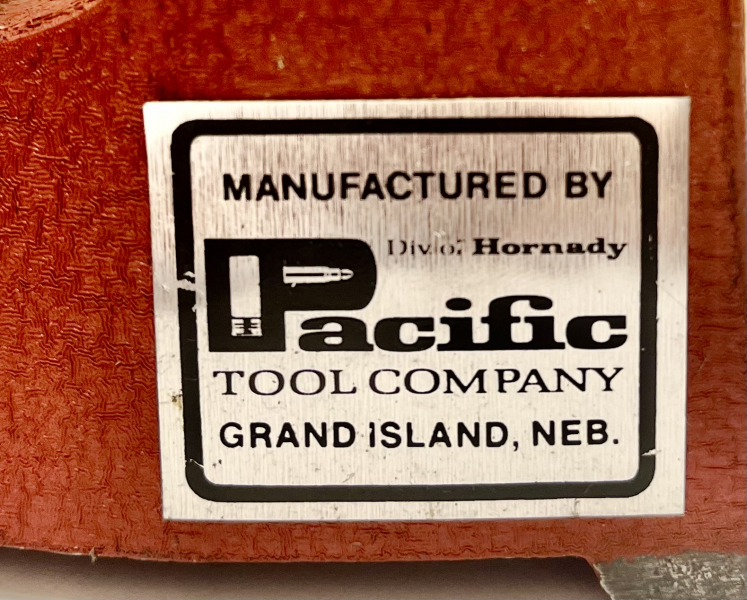 MANUFACTURED BY
Div. of Hornady
Pacific
TOOL COMPANY
GRAND ISLAND, NEB.